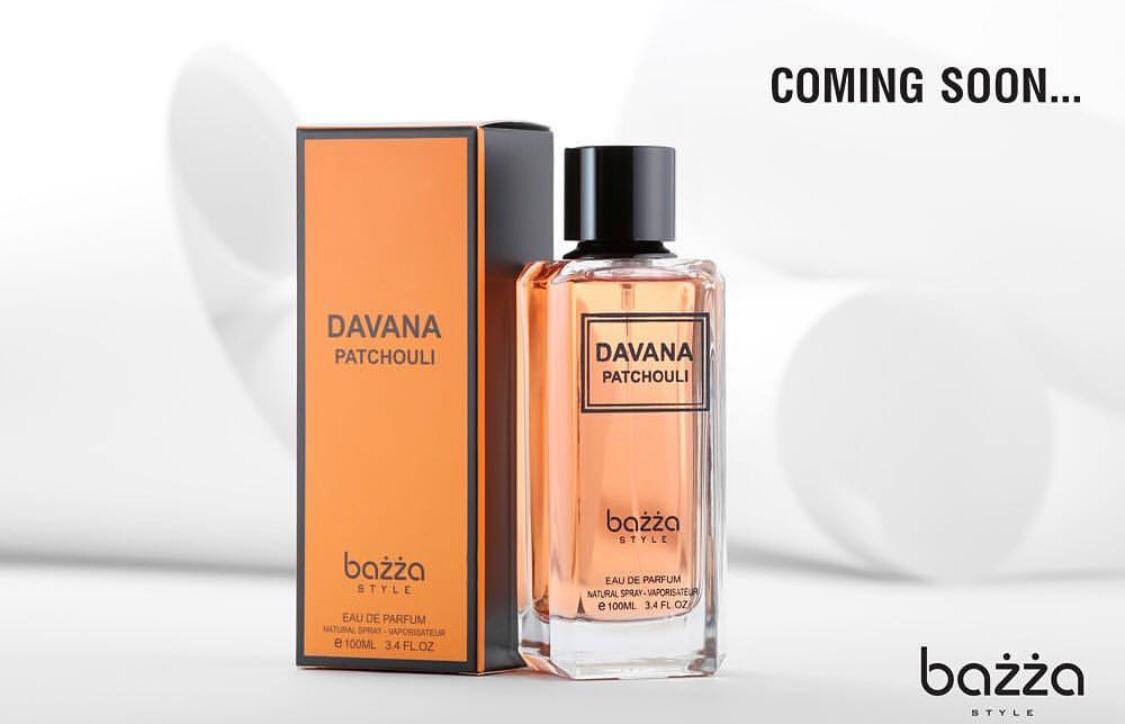 COMING SOON...
DAVANA
PATCHOULI
bażża
STYLE
EAU DE PARFUM
NATURAL SPRAY - VAPORISATEUR
e 100ML 3.4 FL.OZ
DAVANA
PATCHOULI
bażża
STYLE
EAU DE PARFUM
NATURAL SPRAY - VAPORISATEUR
e 100ML 3.4 FL.OZ
bażża
STYLE